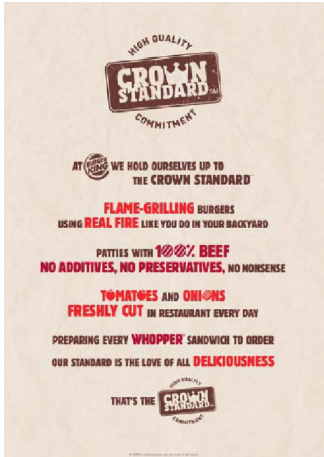 HIGH QUALITY
CROWN
STANDARD SM
COMMITMENT
AT BURGER KING WE HOLD OURSELVES UP TO
THE CROWN STANDARD
FLAME-GRILLING BURGERS
USING REAL FIRE LIKE YOU DO IN YOUR BACKYARD
PATTIES WITH 100% BEEF
NO ADDITIVES, NO PRESERVATIVES, NO NONSENSE
TOMATOES AND ONIONS
FRESHLY CUT IN RESTAURANT EVERY DAY
PREPARING EVERY WHOPPER SANDWICH TO ORDER
OUR STANDARD IS THE LOVE OF ALL DELICIOUSNESS
HIGH QUALITY
THAT'S THE CROWN
STANDARD
COMMITMENT